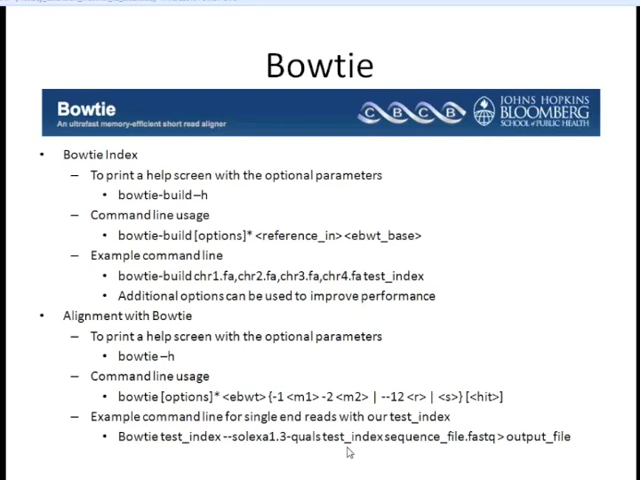 Bowtie
Bowtie
An ultrafast memory-efficient short read aligner
C B C B
JOHNS HOPKINS
BLOOMBERG
SCHOOL of PUBLIC HEALTH
• Bowtie Index
– To print a help screen with the optional parameters
• bowtie-build –h
– Command line usage
• bowtie-build [options]* <reference_in> <ebwt_base>
– Example command line
• bowtie-build chr1.fa,chr2.fa,chr3.fa,chr4.fa test_index
• Additional options can be used to improve performance
• Alignment with Bowtie
– To print a help screen with the optional parameters
• bowtie –h
– Command line usage
• bowtie [options]* <ebwt> {-1 <m1> -2 <m2> | --12 <r> | <s>} [<hit>]
– Example command line for single end reads with our test_index
• Bowtie test_index --solexa1.3-quals test_index sequence_file.fastq > output_file